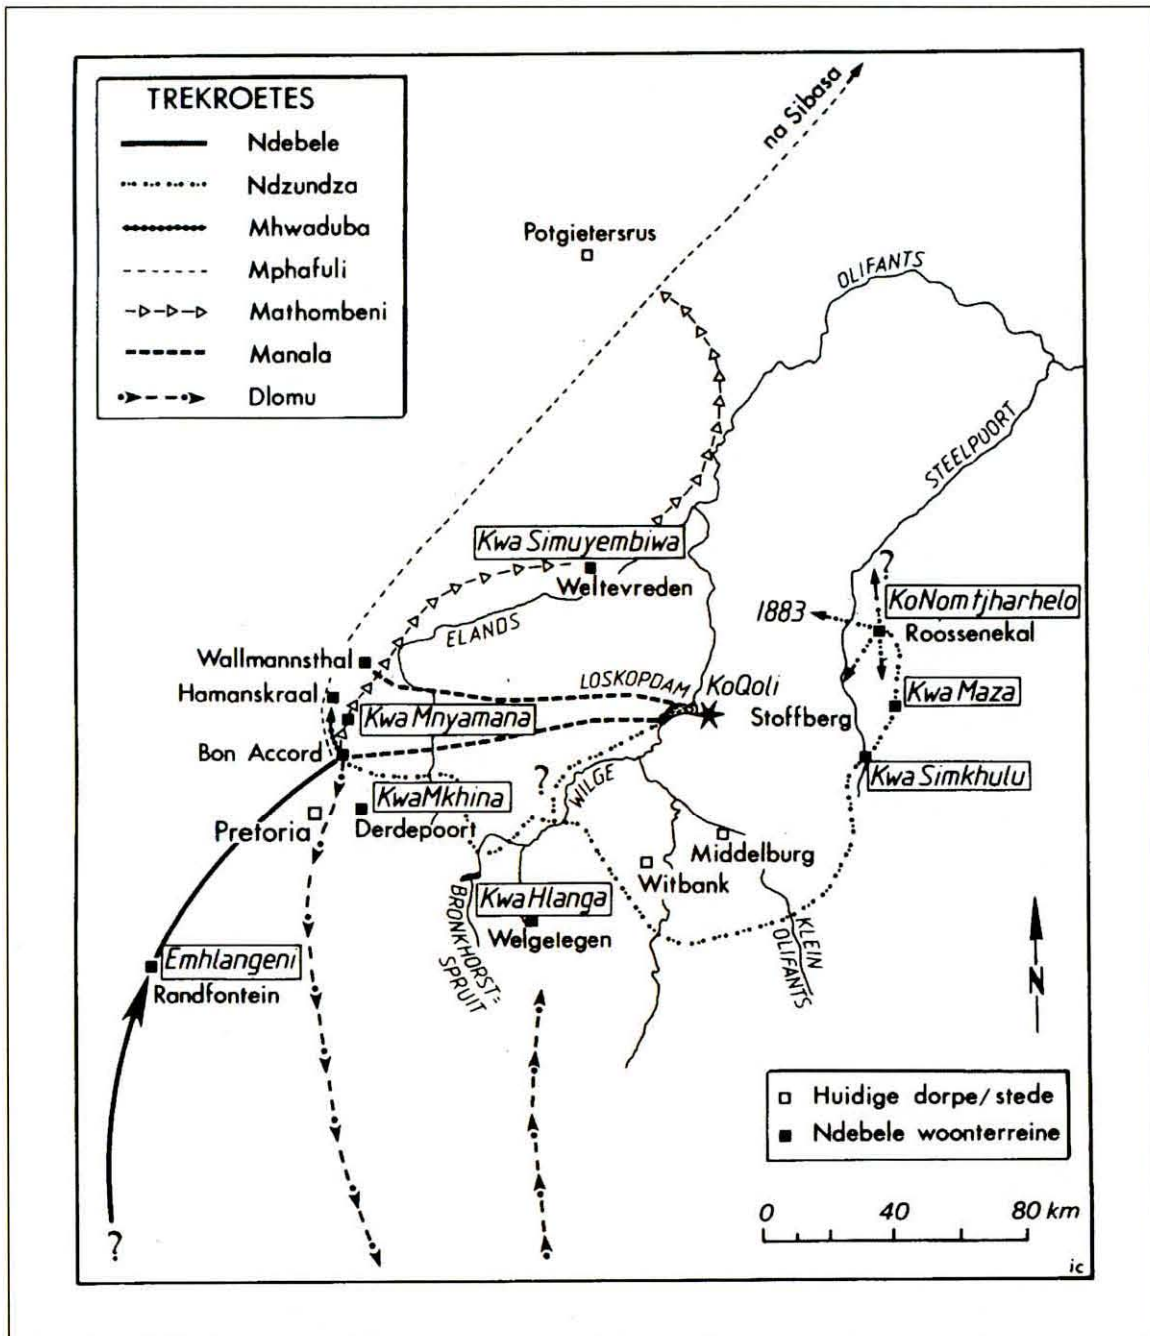 TREKROETES
Ndebele
Ndzundza
Mhwaduba
Mphafuli
Mathombeni
Manala
Dlomu
na Sibasa
Potgietersrus
OLIFANTS
STEELPOORT
Kwa Simuyembiwa
Weltevreden
ELANDS
?
1883
KoNomtjharhelo
Roossenekal
Wallmannsthal
Hamanskraal
LOSKOPDAM
KoQoli
Kwa Maza
Kwa Mnyamana
Stoffberg
Bon Accord
Kwa Simkhulu
KwaMkhina
?
WILGE
Pretoria
Derdepoort
Middelburg
Witbank
Kwa Hlanga
Welgelegen
BRONKHORST=
SPRUIT
KLEIN
OLIFANTS
Emhlangeni
Randfontein
N
Huidige dorpe/stede
Ndebele woonterreine
0 40 80 km
?
ic